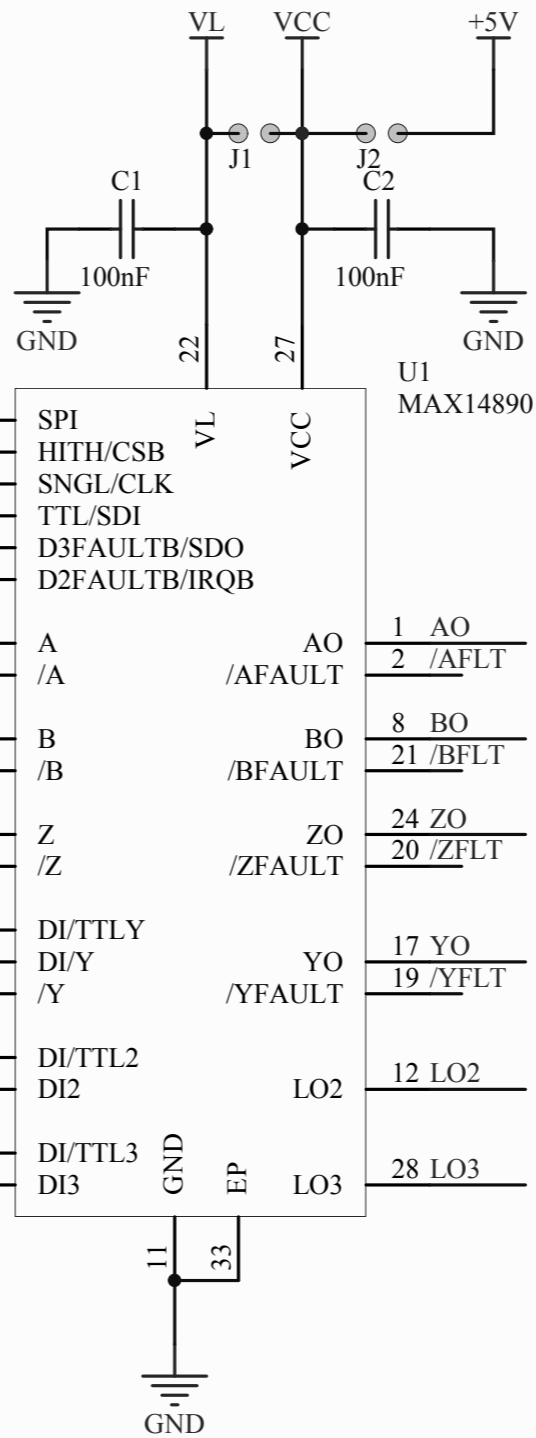 VL VCC +5V
J1 J2
C1 C2
100nF 100nF
GND GND
22 27
U1
MAX14890
VL VCC
SPI
HITH/CSB
SNGL/CLK
TTL/SDI
D3FAULTB/SDO
D2FAULTB/IRQB
A AO 1 AO
/A /AFAULT 2 /AFLT
B BO 8 BO
/B /BFAULT 21 /BFLT
Z ZO 24 ZO
/Z /ZFAULT 20 /ZFLT
DI/TTLY
DI/Y YO 17 YO
/Y /YFAULT 19 /YFLT
DI/TTL2
DI2 LO2 12 LO2
DI/TTL3
DI3 LO3 28 LO3
GND EP
11 33
GND